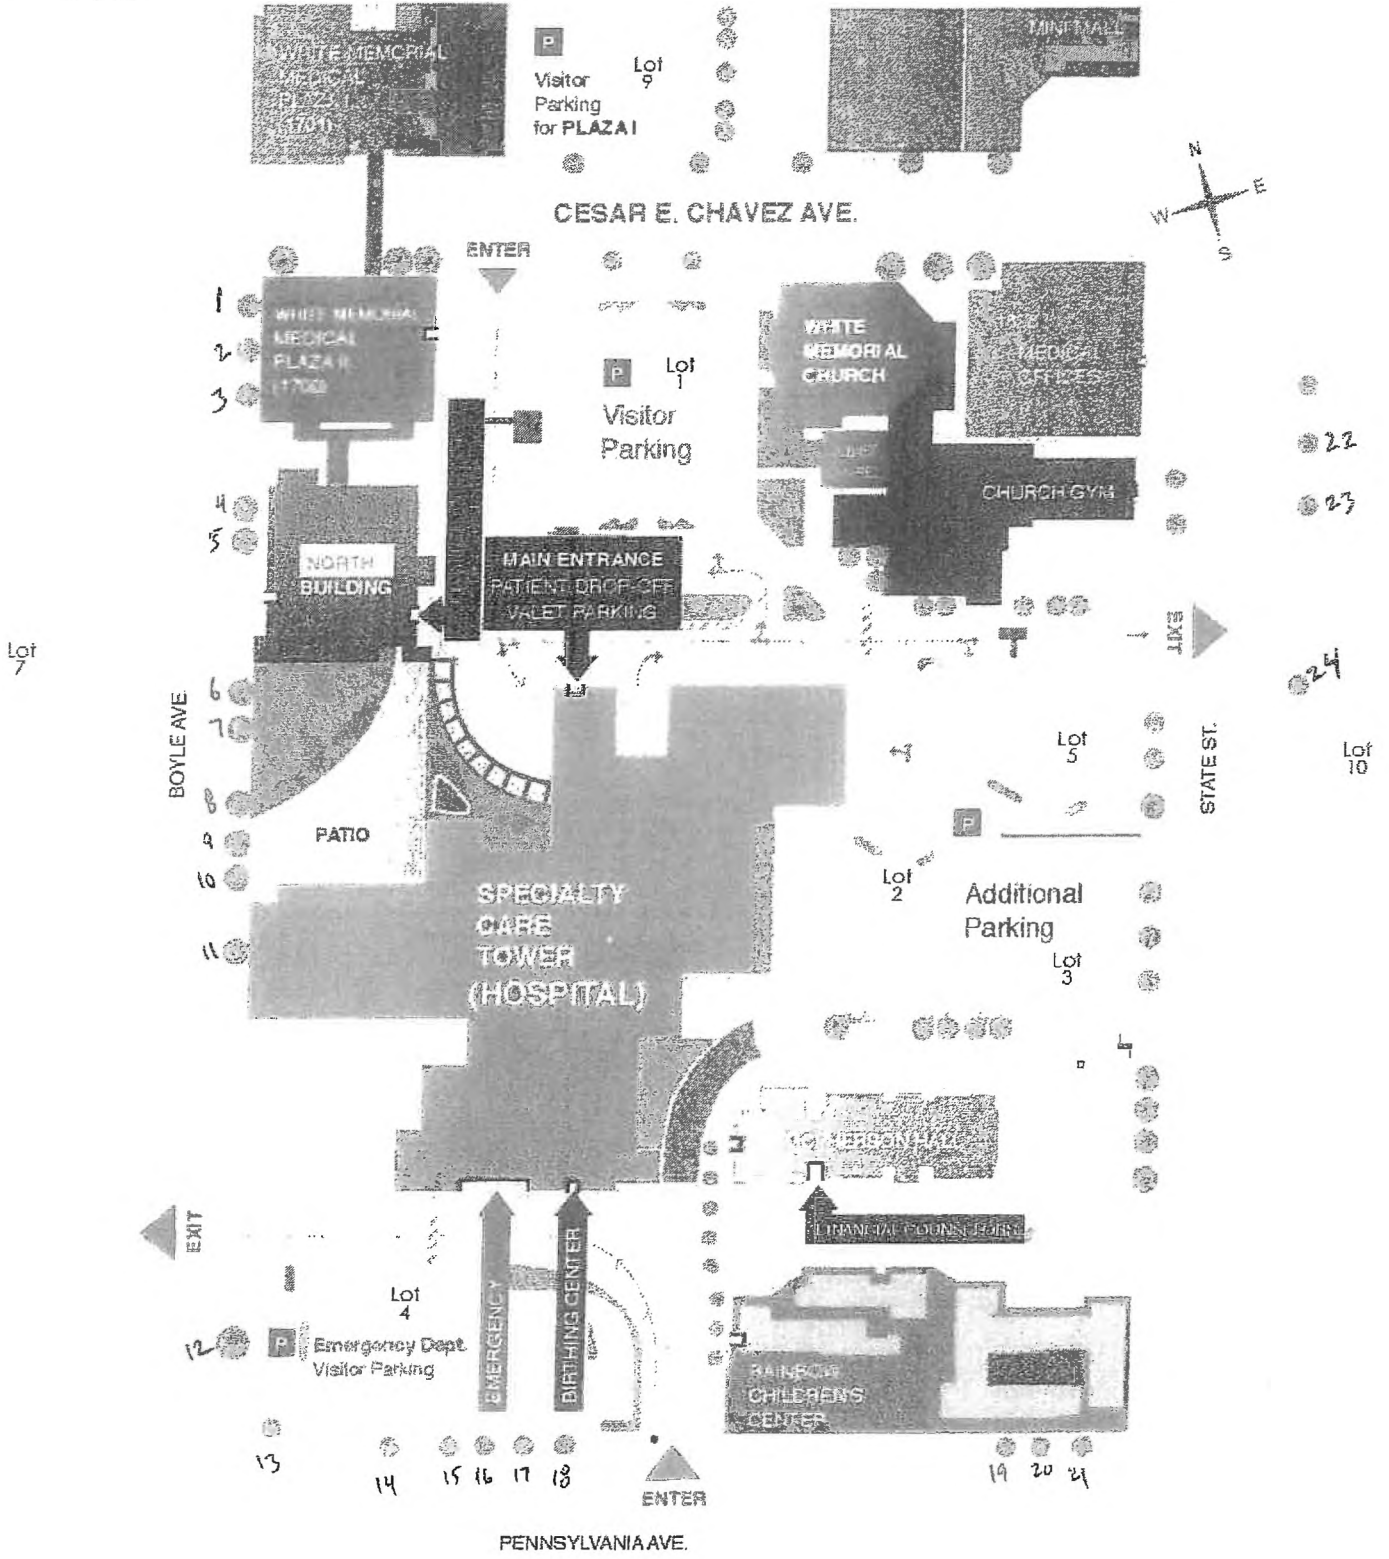 WHITE MEMORIAL
MEDICAL
PLAZA I
(1701)
P
Visitor
Parking
for PLAZA I
Lot
9
MINI MALL
N
E
W
S
CESAR E. CHAVEZ AVE.
ENTER
1
2
3
WHITE MEMORIAL
MEDICAL
PLAZA II
(1700)
P
Lot
1
Visitor
Parking
WHITE
MEMORIAL
CHURCH
MEDICAL
OFFICES
CHURCH GYM
22
23
4
5
NORTH
BUILDING
MAIN ENTRANCE
PATIENT DROP-OFF
VALET PARKING
EXIT
24
Lot
7
6
7
8
9
10
11
BOYLE AVE.
PATIO
Lot
5
STATE ST.
Lot
10
P
Lot
2
Additional
Parking
Lot
3
SPECIALTY
CARE
TOWER
(HOSPITAL)
MCPHERSON HALL
FINANCIAL COUNSELORS
EXIT
Lot
4
12
P
Emergency Dept.
Visitor Parking
EMERGENCY
BIRTHING CENTER
RAINBOW
CHILDREN'S
CENTER
13
14
15
16
17
18
19
20
21
ENTER
PENNSYLVANIA AVE.